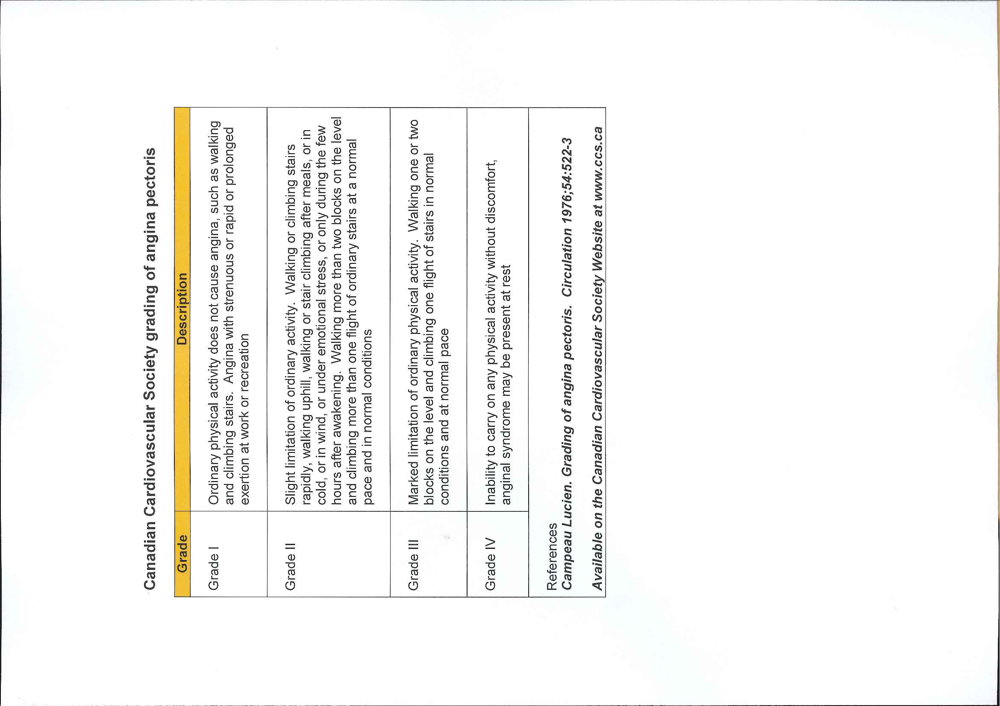 Canadian Cardiovascular Society grading of angina pectoris
Grade Description
Grade I
Ordinary physical activity does not cause angina, such as walking
and climbing stairs. Angina with strenuous or rapid or prolonged
exertion at work or recreation
Grade II
Slight limitation of ordinary activity. Walking or climbing stairs
rapidly, walking uphill, walking or stair climbing after meals, or in
cold, or in wind, or under emotional stress, or only during the few
hours after awakening. Walking more than two blocks on the level
and climbing more than one flight of ordinary stairs at a normal
pace and in normal conditions
Grade III
Marked limitation of ordinary physical activity. Walking one or two
blocks on the level and climbing one flight of stairs in normal
conditions and at normal pace
Grade IV
Inability to carry on any physical activity without discomfort,
anginal syndrome may be present at rest
References
Campeau Lucien. Grading of angina pectoris. Circulation 1976;54:522-3
Available on the Canadian Cardiovascular Society Website at www.ccs.ca